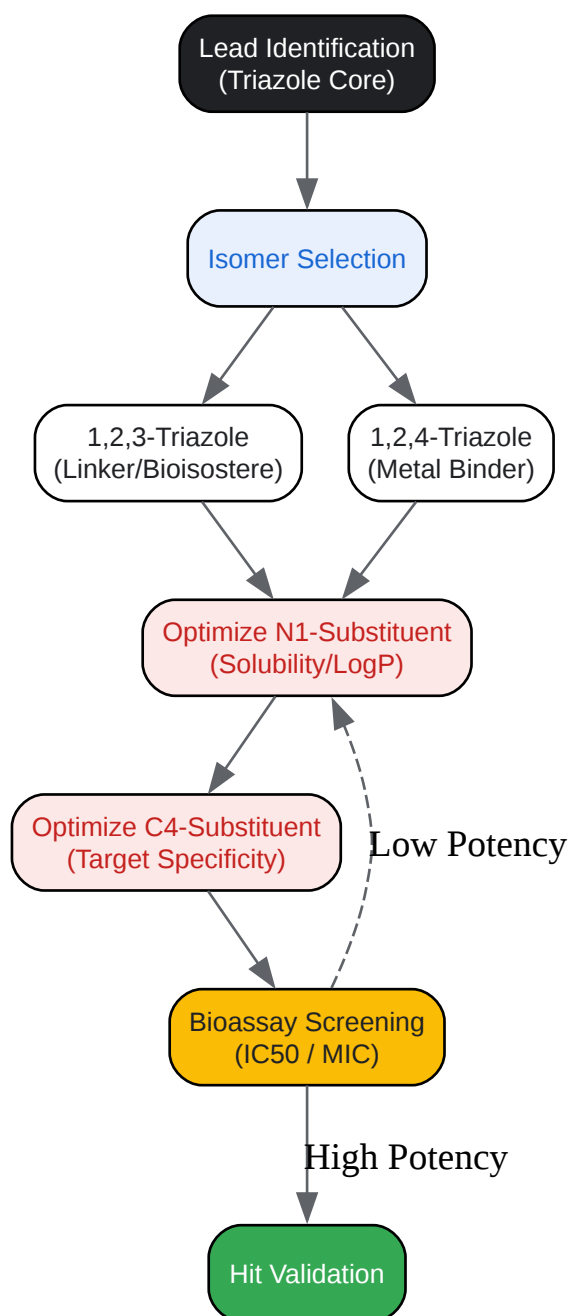 Lead Identification
(Triazole Core)
Isomer Selection
1,2,3-Triazole
(Linker/Bioisostere)
1,2,4-Triazole
(Metal Binder)
Optimize N1-Substituent
(Solubility/LogP)
Optimize C4-Substituent
(Target Specificity)
Low Potency
Bioassay Screening
(IC50 / MIC)
High Potency
Hit Validation